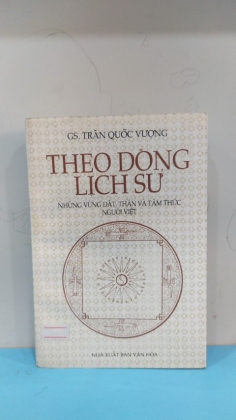 GS. TRẦN QUỐC VƯỢNG
THEO DÒNG
LỊCH SỬ
NHỮNG VÙNG ĐẤT, THẦN VÀ TÂM THỨC
NGƯỜI VIỆT
NHÀ XUẤT BẢN VĂN HÓA